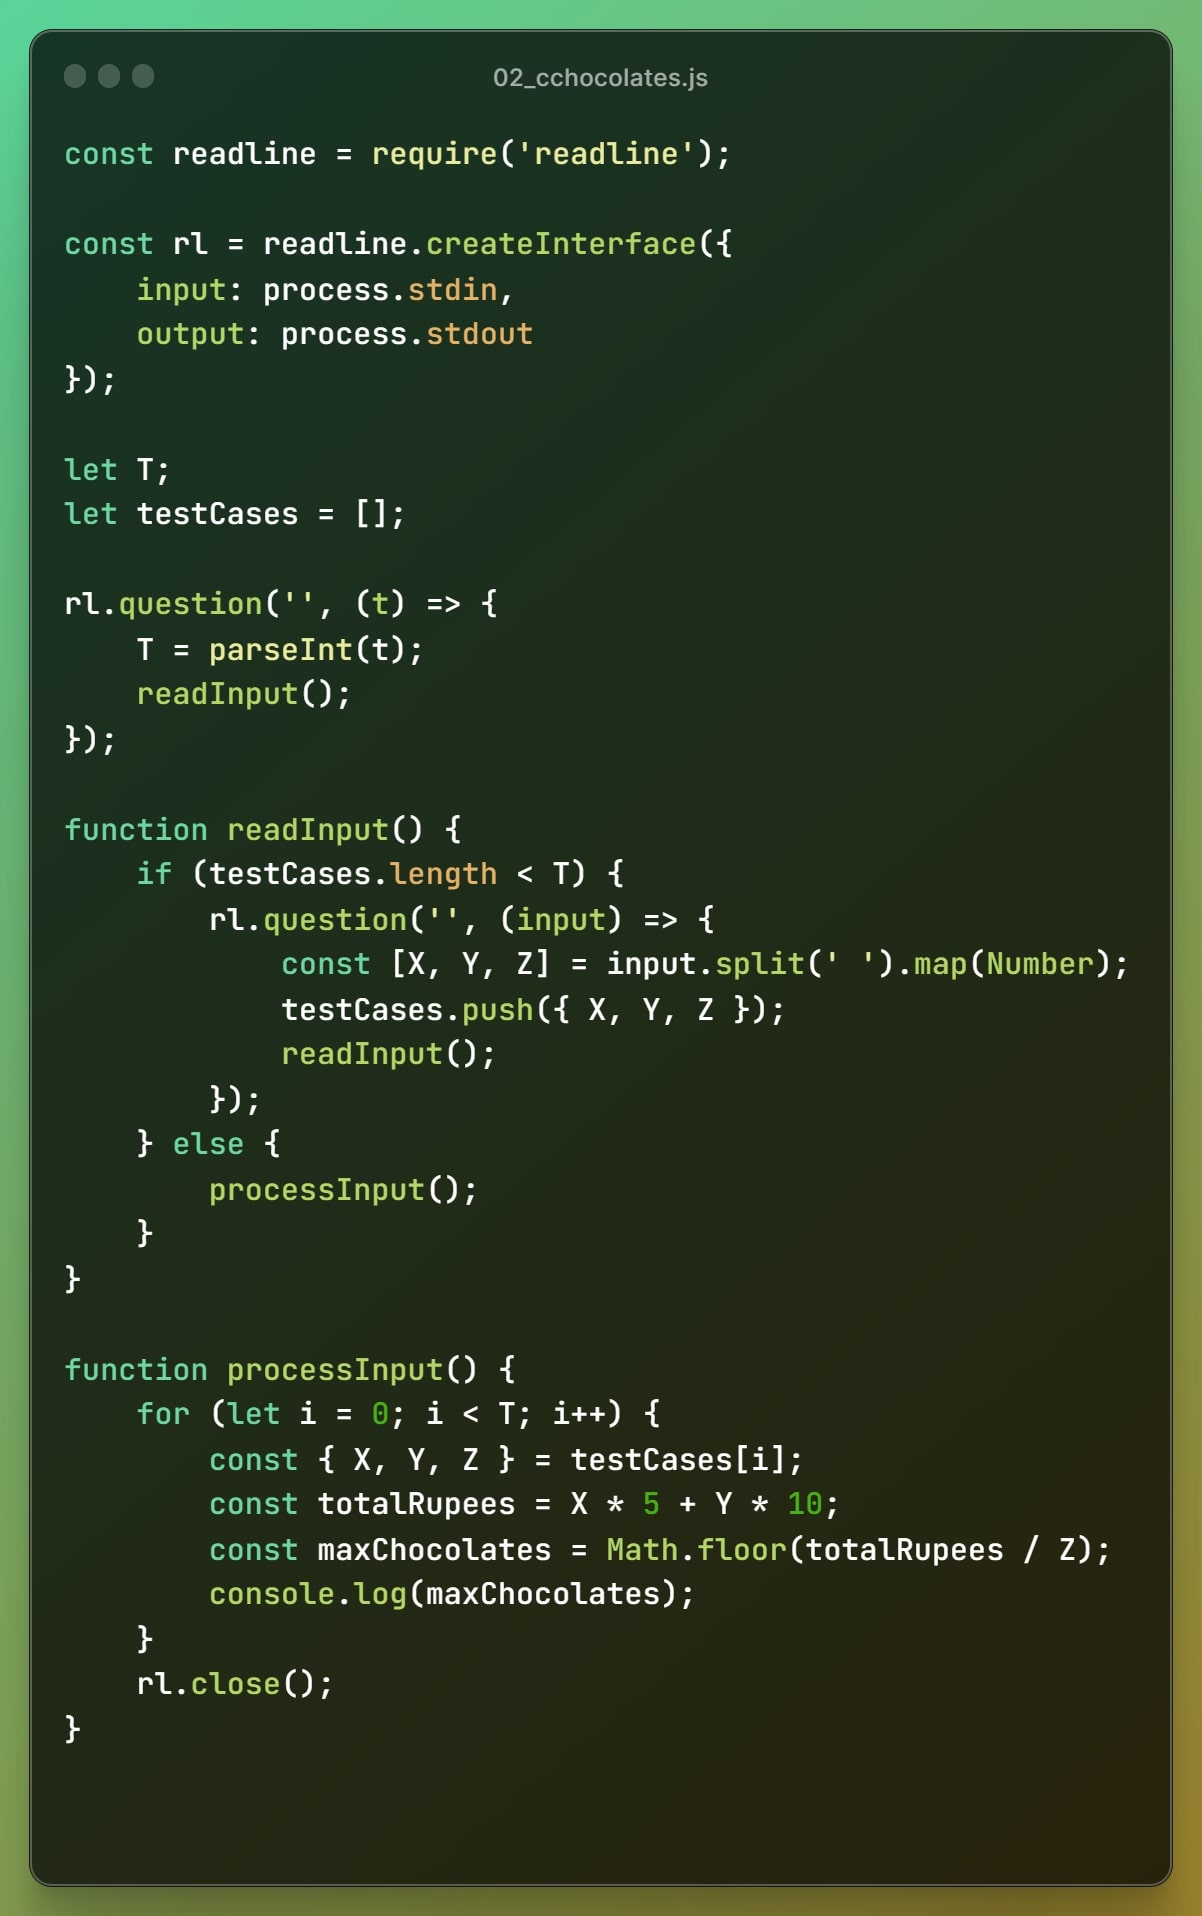 02_cchocolates.js
const readline = require('readline');
const rl = readline.createInterface({
    input: process.stdin,
    output: process.stdout
});
let T;
let testCases = [];
rl.question('', (t) => {
    T = parseInt(t);
    readInput();
});
function readInput() {
    if (testCases.length < T) {
        rl.question('', (input) => {
            const [X, Y, Z] = input.split(' ').map(Number);
            testCases.push({ X, Y, Z });
            readInput();
        });
    } else {
        processInput();
    }
}
function processInput() {
    for (let i = 0; i < T; i++) {
        const { X, Y, Z } = testCases[i];
        const totalRupees = X * 5 + Y * 10;
        const maxChocolates = Math.floor(totalRupees / Z);
        console.log(maxChocolates);
    }
    rl.close();
}